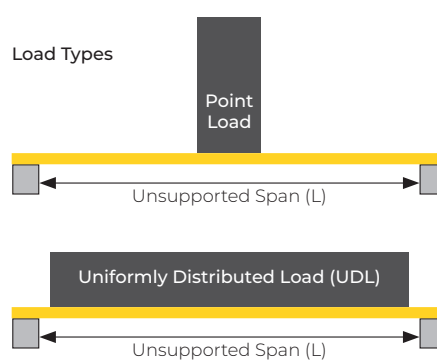 Load Types
Point
Load
Unsupported Span (L)
Uniformly Distributed Load (UDL)
Unsupported Span (L)